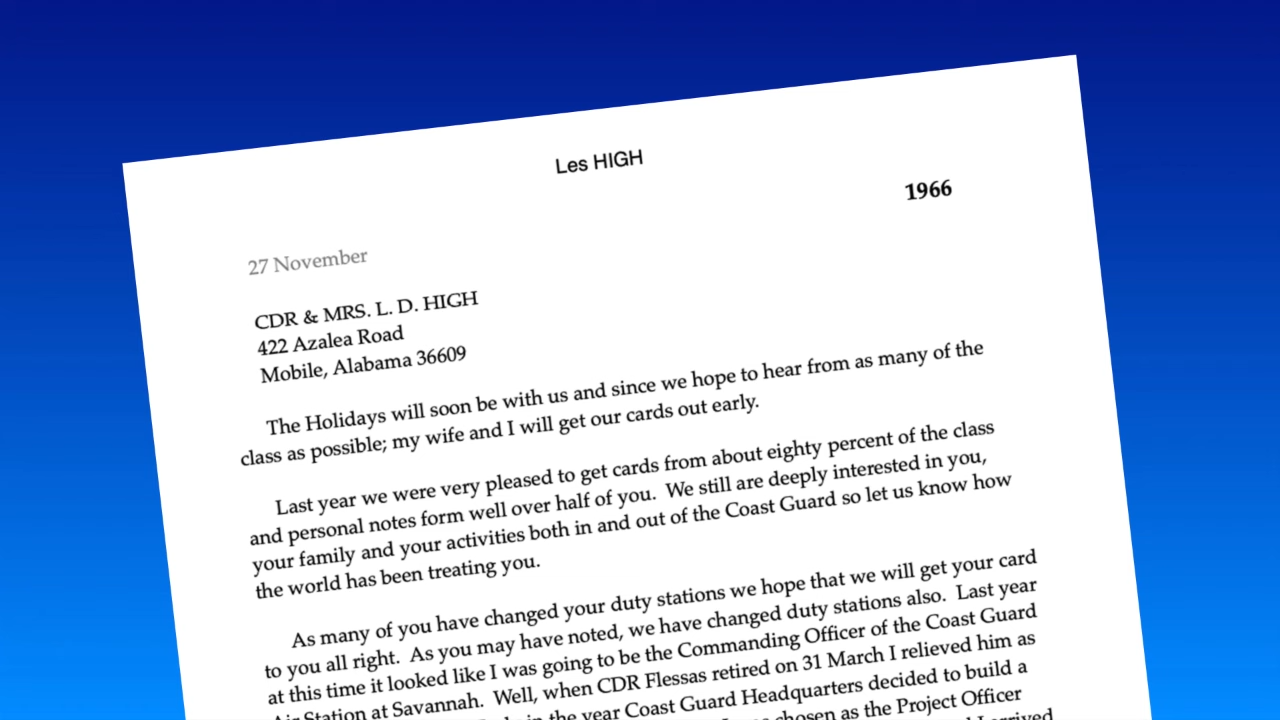 Les HIGH
1966
27 November
CDR & MRS. L. D. HIGH
422 Azalea Road
Mobile, Alabama 36609
The Holidays will soon be with us and since we hope to hear from as many of the
class as possible; my wife and I will get our cards out early.
Last year we were very pleased to get cards from about eighty percent of the class
and personal notes form well over half of you. We still are deeply interested in you,
your family and your activities both in and out of the Coast Guard so let us know how
the world has been treating you.
As many of you have changed your duty stations we hope that we will get your card
to you all right. As you may have noted, we have changed duty stations also. Last year
at this time it looked like I was going to be the Commanding Officer of the Coast Guard
Air Station at Savannah. Well, when CDR Flessas retired on 31 March I relieved him as
in the year Coast Guard Headquarters decided to build a
chosen as the Project Officer
I arrived